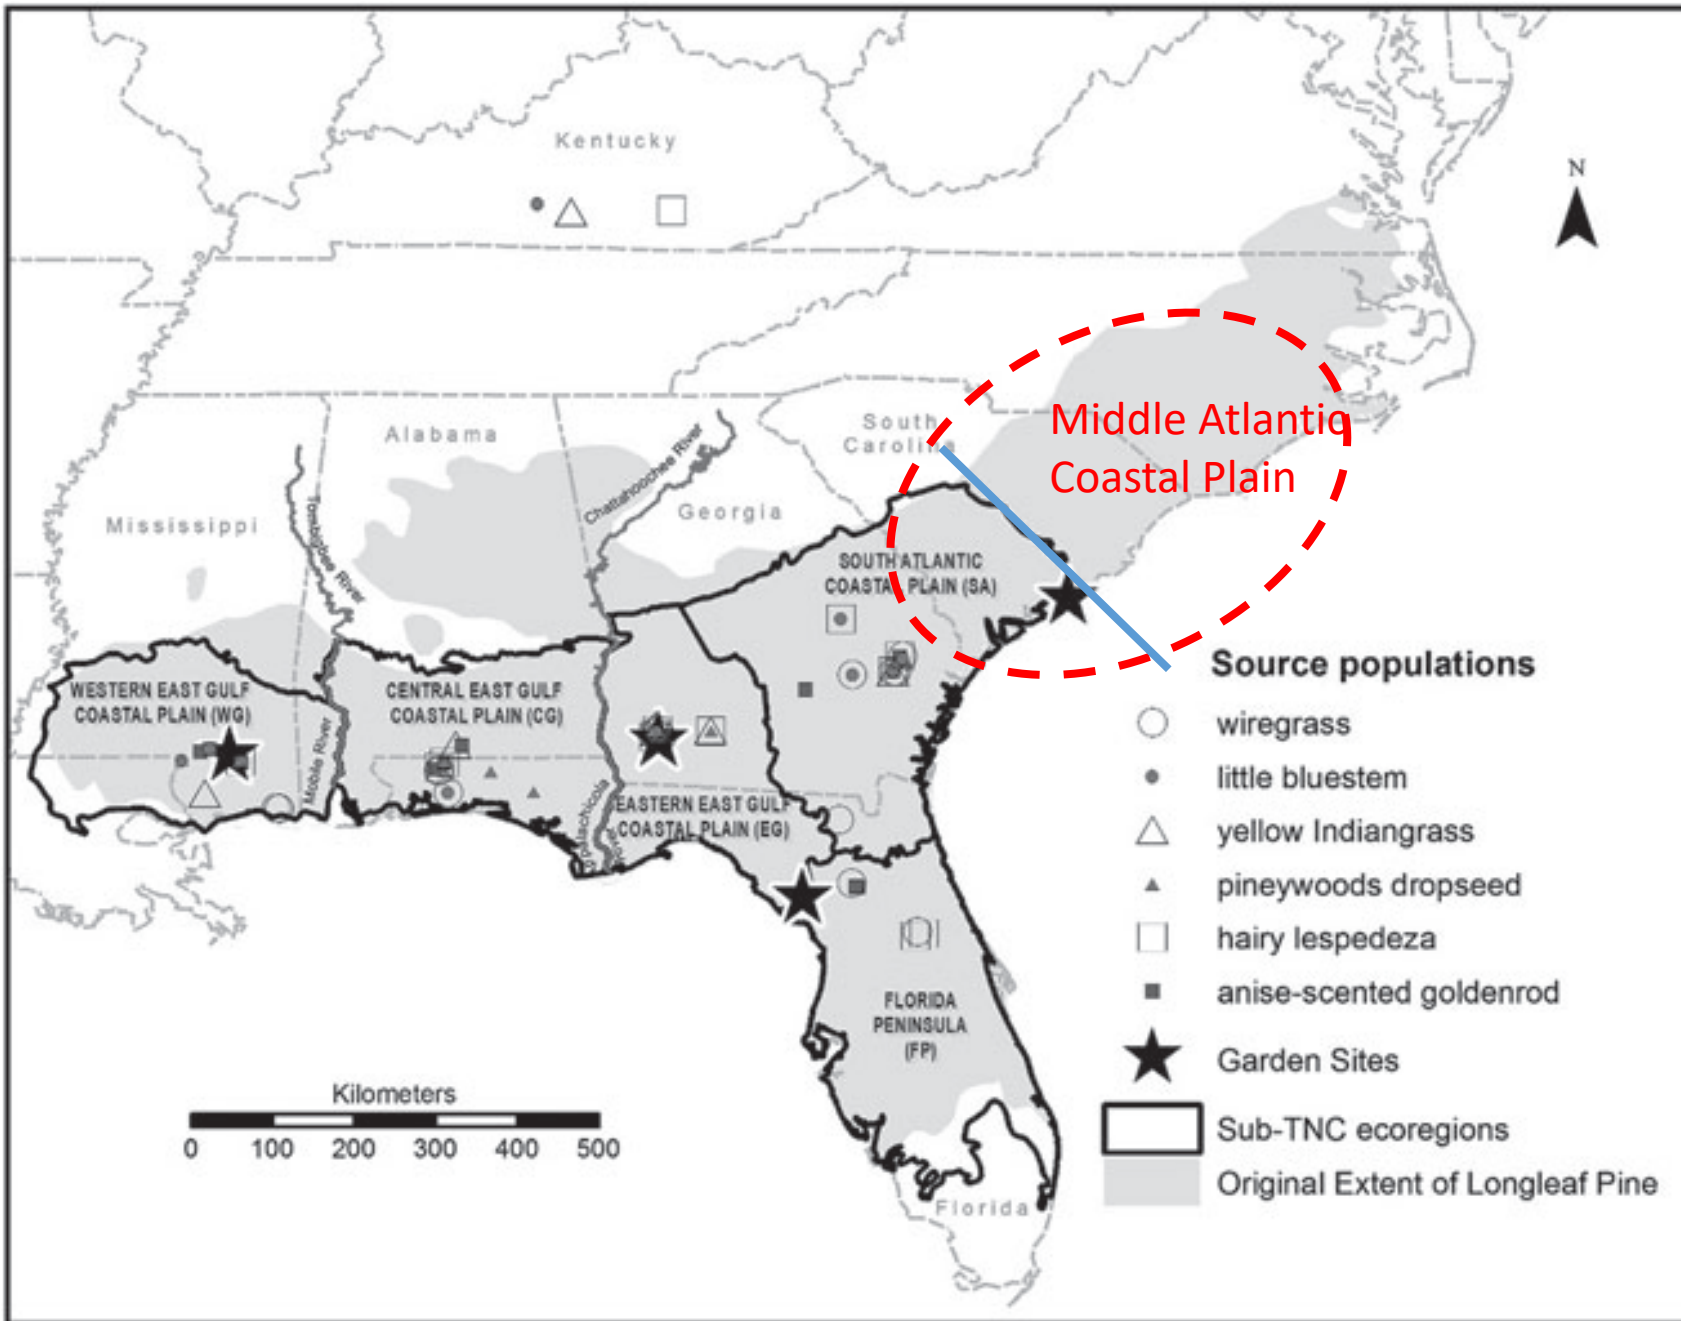 Kentucky
N
South
Carolina
Middle Atlantic
Coastal Plain
Alabama
Chattahoochee River
Georgia
Mississippi
Tombigbee River
SOUTH ATLANTIC
COASTAL PLAIN (SA)
WESTERN EAST GULF
COASTAL PLAIN (WG)
CENTRAL EAST GULF
COASTAL PLAIN (CG)
Mobile River
Apalachicola
River
EASTERN EAST GULF
COASTAL PLAIN (EG)
FLORIDA
PENINSULA
(FP)
Florida
Kilometers
0 100 200 300 400 500
Source populations
wiregrass
little bluestem
yellow Indiangrass
pineywoods dropseed
hairy lespedeza
anise-scented goldenrod
Garden Sites
Sub-TNC ecoregions
Original Extent of Longleaf Pine